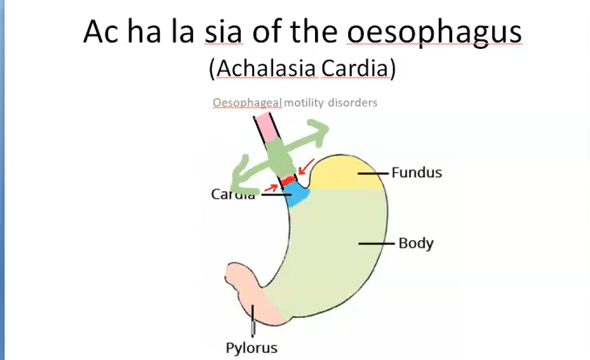 Ac ha la sia of the oesophagus
(Achalasia Cardia)
Oesophageal motility disorders
Fundus
Cardia
Body
Pylorus